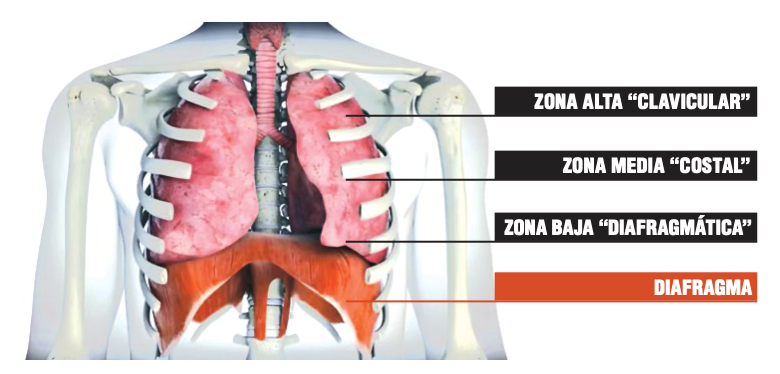 ZONA ALTA “CLAVICULAR”
ZONA MEDIA “COSTAL”
ZONA BAJA “DIAFRAGMÁTICA”
DIAFRAGMA